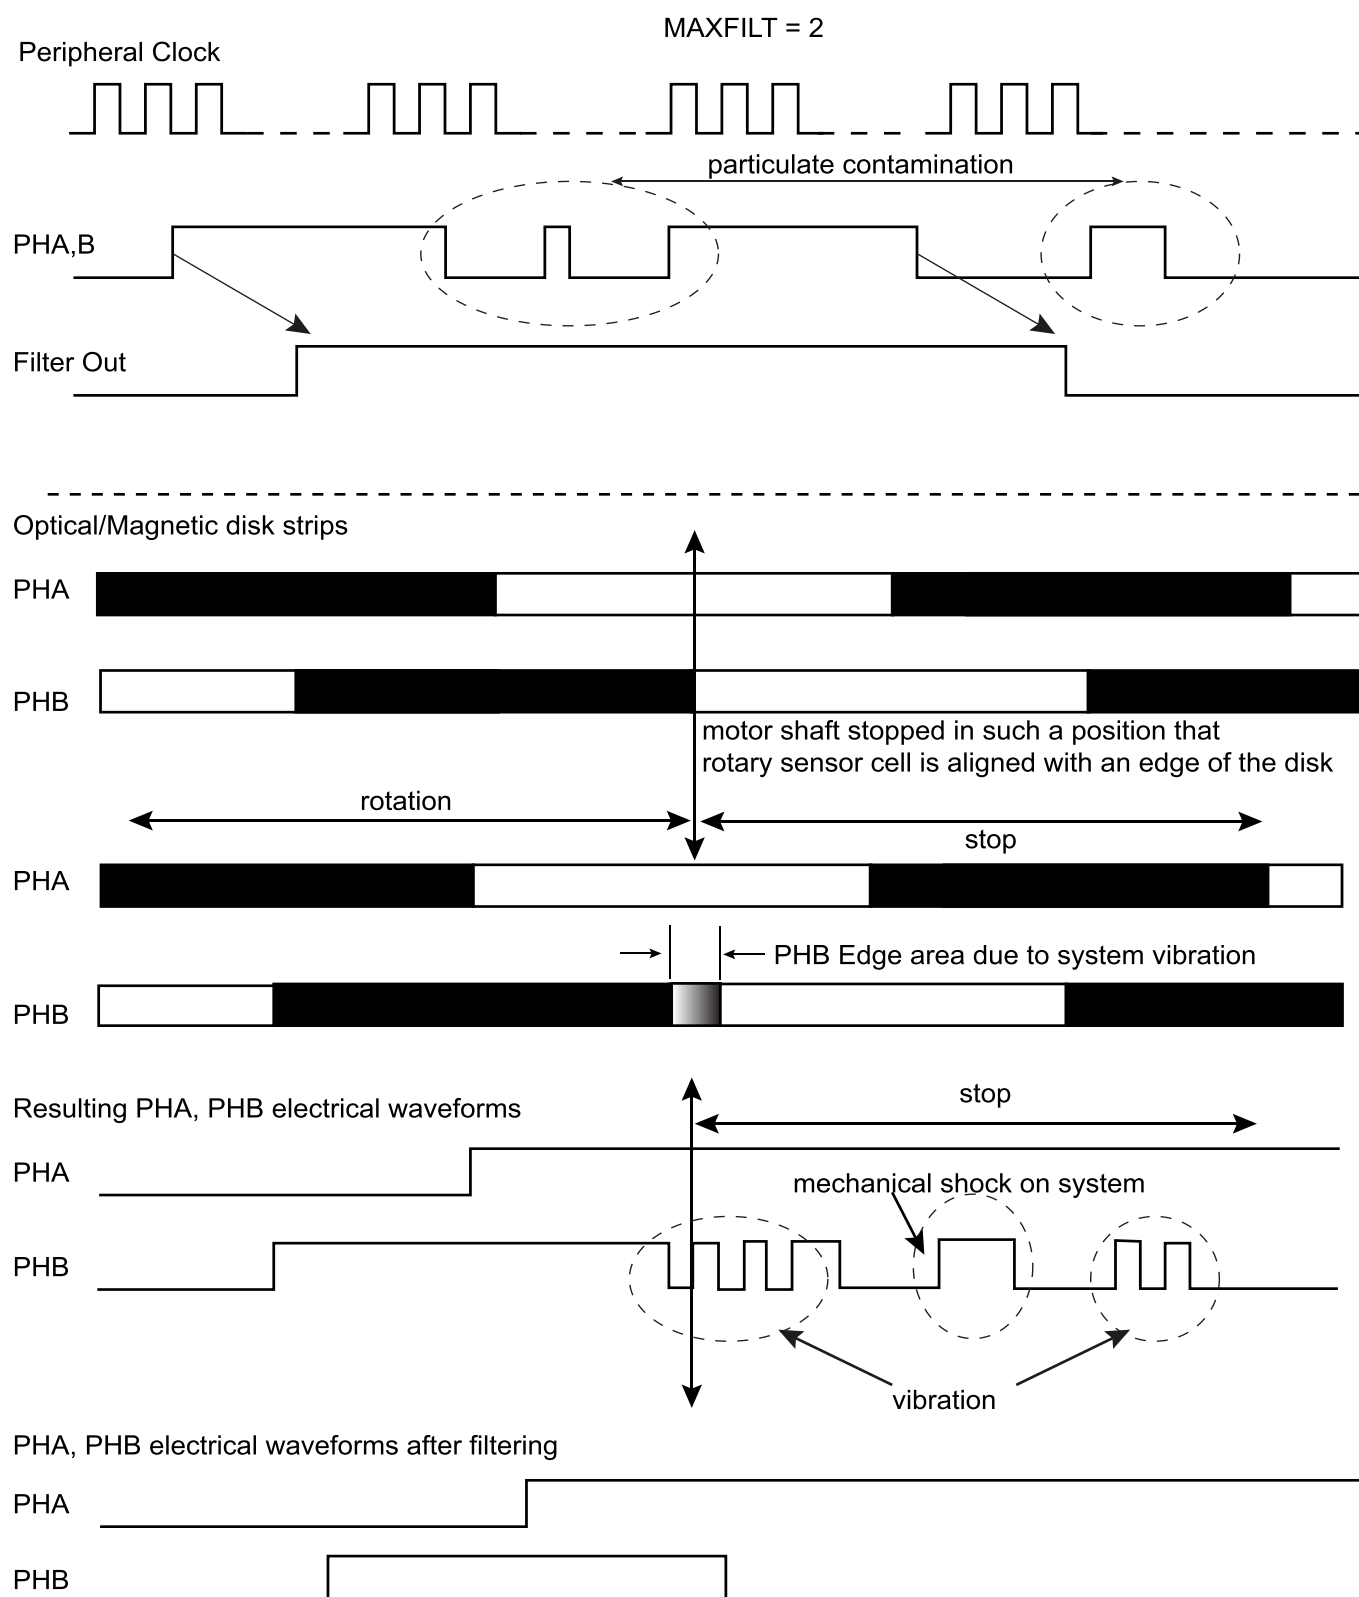 MAXFILT = 2
Peripheral Clock
particulate contamination
PHA,B
Filter Out
Optical/Magnetic disk strips
PHA
PHB
motor shaft stopped in such a position that
rotary sensor cell is aligned with an edge of the disk
rotation
stop
PHA
PHB Edge area due to system vibration
PHB
stop
Resulting PHA, PHB electrical waveforms
PHA
mechanical shock on system
PHB
vibration
PHA, PHB electrical waveforms after filtering
PHA
PHB